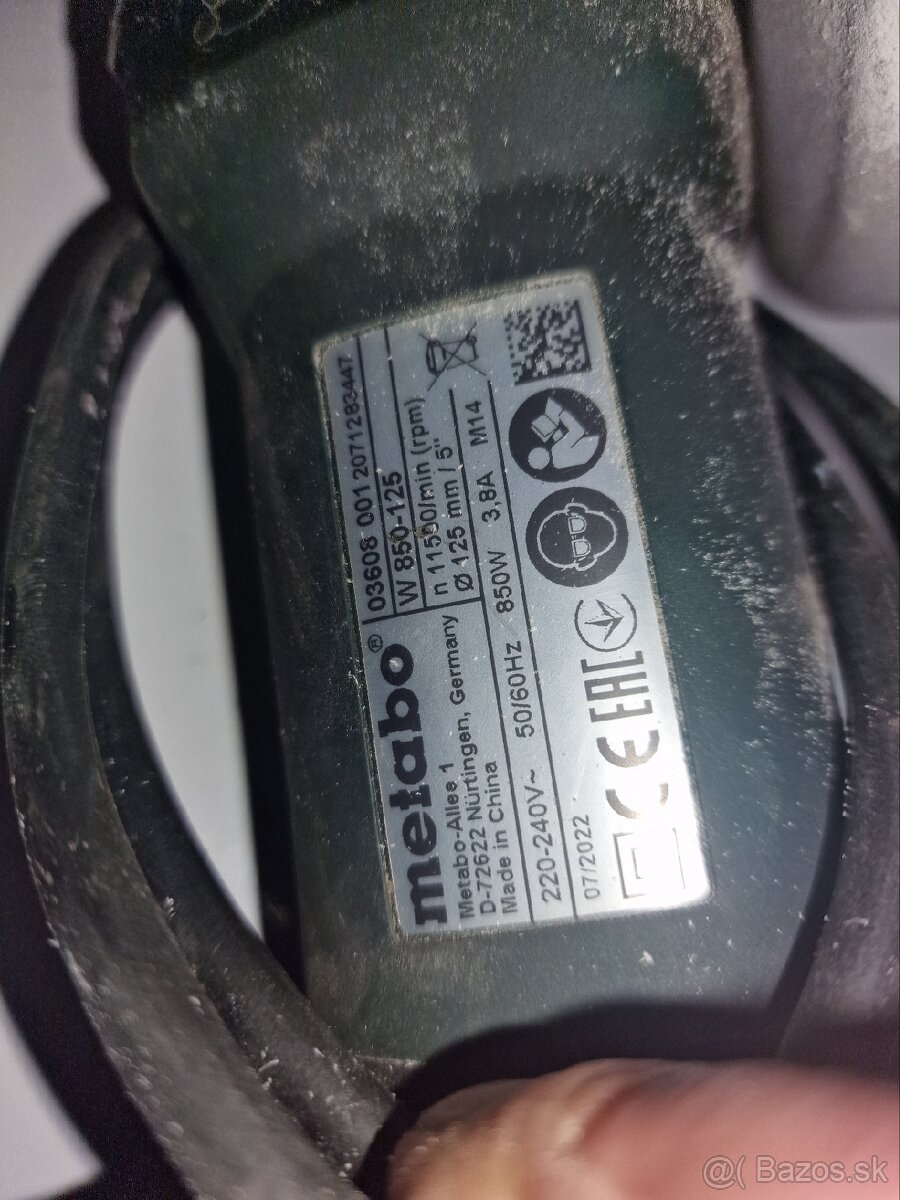 metabo®
Metabo-Allee 1
D-72622 Nürtingen, Germany
Made in China
03608 001 2071283447
W 850-125
n 11500/min (rpm)
Ø 125 mm / 5"
220-240V~ 50/60Hz 850W 3,8A M14
07/2022
CE EAC
@( Bazos.sk